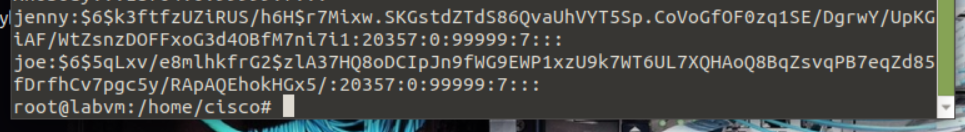 jenny:$6$k3ftfzUZiRUS/h6H$r7Mixw.SKGstdZTdS86QvaUhVYT5Sp.CoVoGfOF0zq1SE/DgrwY/UpKG
iAF/WtZsnzDOFFxoG3d4OBfM7ni7i1:20357:0:99999:7:::
joe:$6$5qLxv/e8mlhkfrG2$zlA37HQ8oDCIpJn9fWG9EWP1xzU9k7WT6UL7XQHAoQ8BqZsvqPB7eqZd85
fDrfhCv7pgc5y/RApAQEhokHGx5/:20357:0:99999:7:::
root@labvm:/home/cisco#